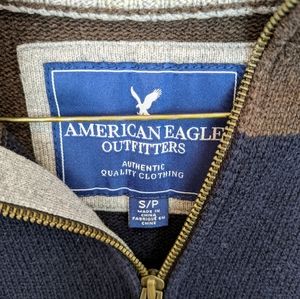 AMERICAN EAGLE
OUTFITTERS
AUTHENTIC
QUALITY CLOTHING
S/P
MADE IN
CHINA
FABRIQUÉ EN
CHINE